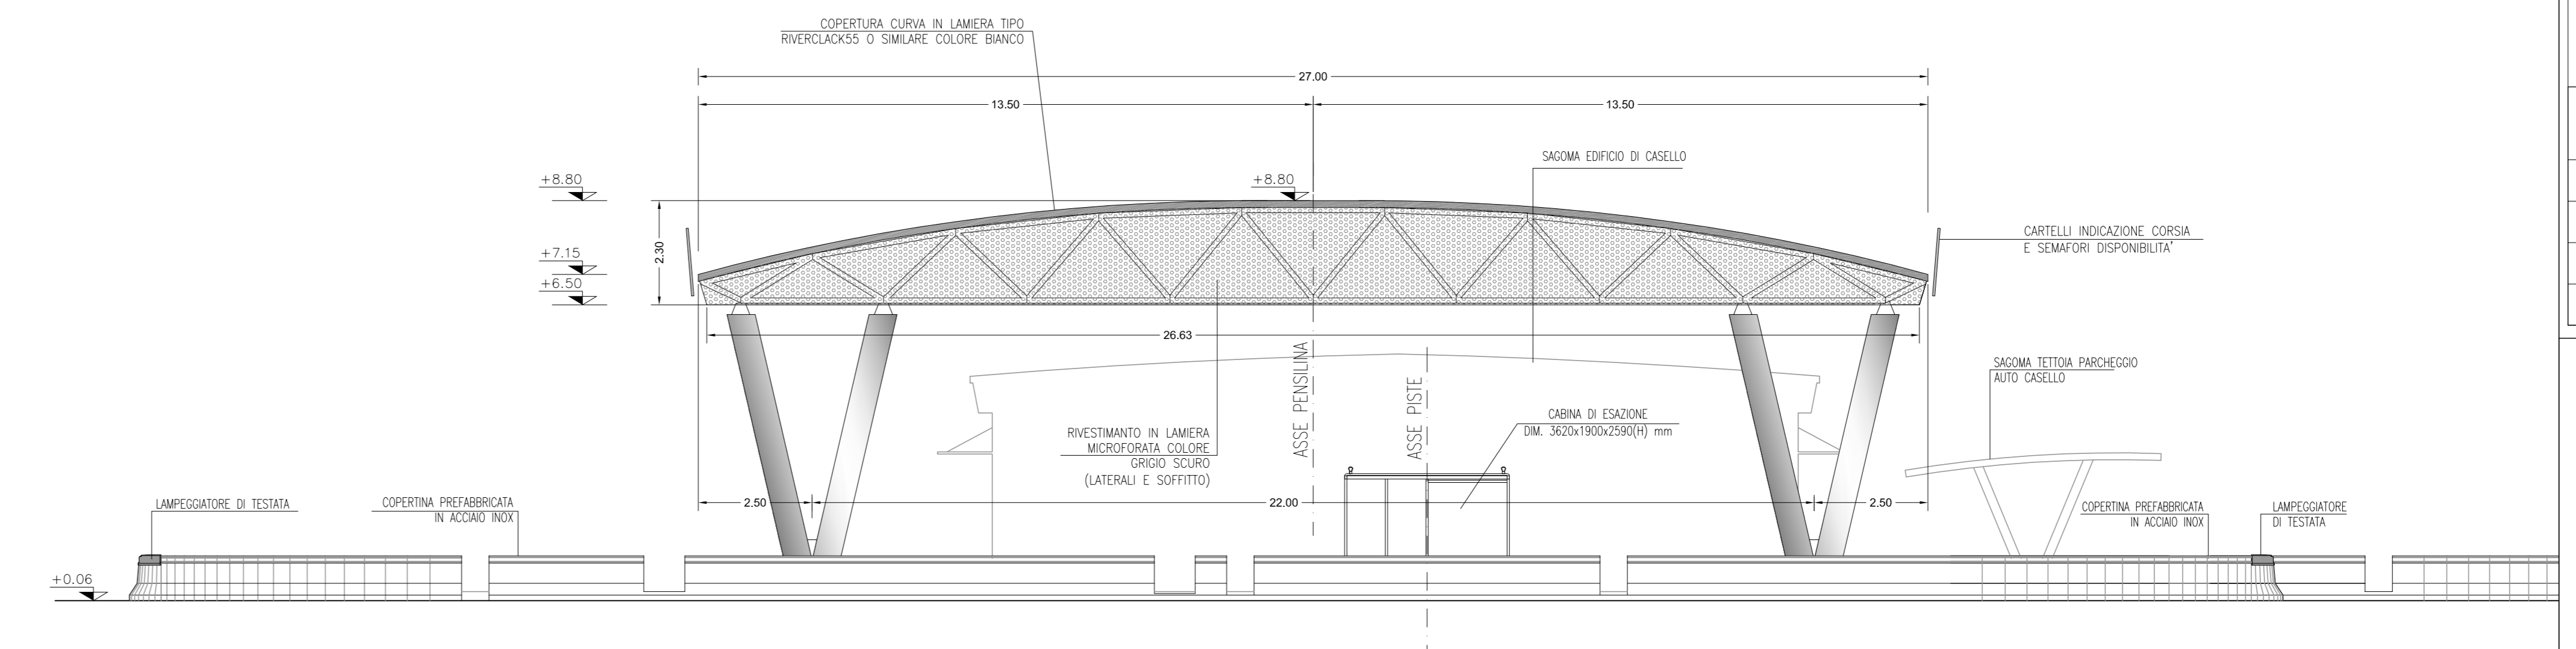 COPERTURA CURVA IN LAMIERA TIPO
RIVERCLACK55 O SIMILARE COLORE BIANCO
27.00
13.50
13.50
SAGOMA EDIFICIO DI CASELLO
+8.80
+8.80
2.30
CARTELLI INDICAZIONE CORSIA
E SEMAFORI DISPONIBILITA'
+7.15
+6.50
26.63
ASSE PENSILINA
ASSE PISTE
SAGOMA TETTOIA PARCHEGGIO
AUTO CASELLO
CABINA DI ESAZIONE
DIM. 3620x1900x2590(H) mm
RIVESTIMANTO IN LAMIERA
MICROFORATA COLORE
GRIGIO SCURO
(LATERALI E SOFFITTO)
2.50
22.00
2.50
LAMPEGGIATORE DI TESTATA
COPERTINA PREFABBRICATA
IN ACCIAIO INOX
COPERTINA PREFABBRICATA
IN ACCIAIO INOX
LAMPEGGIATORE
DI TESTATA
+0.06